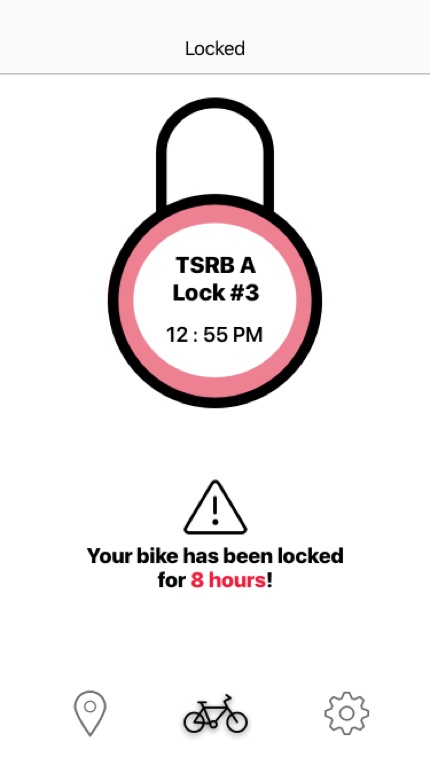 Locked
TSRB A
Lock #3
12 : 55 PM
Your bike has been locked
for 8 hours!